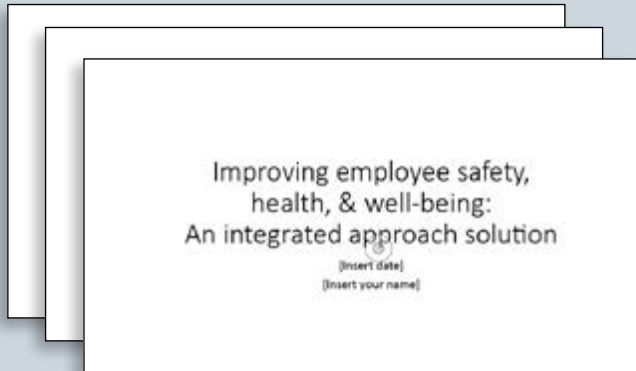 Improving employee safety,
health, & well-being:
An integrated approach solution
[Insert date]
[Insert your name]